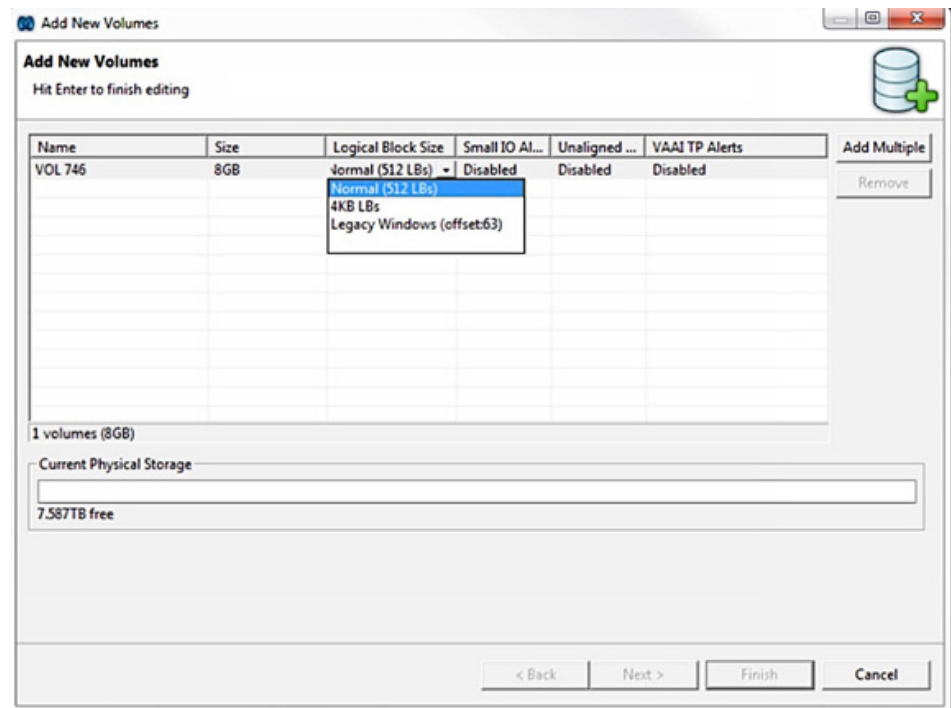 Add New Volumes
Add New Volumes
Hit Enter to finish editing
Name Size Logical Block Size Small IO Al... Unaligned ... VAAI TP Alerts Add Multiple
VOL 746 8GB Normal (512 LBs) Disabled Disabled Disabled
Remove
Normal (512 LBs)
4KB LBs
Legacy Windows (offset:63)
1 volumes (8GB)
Current Physical Storage
7.587TB free
< Back Next > Finish Cancel